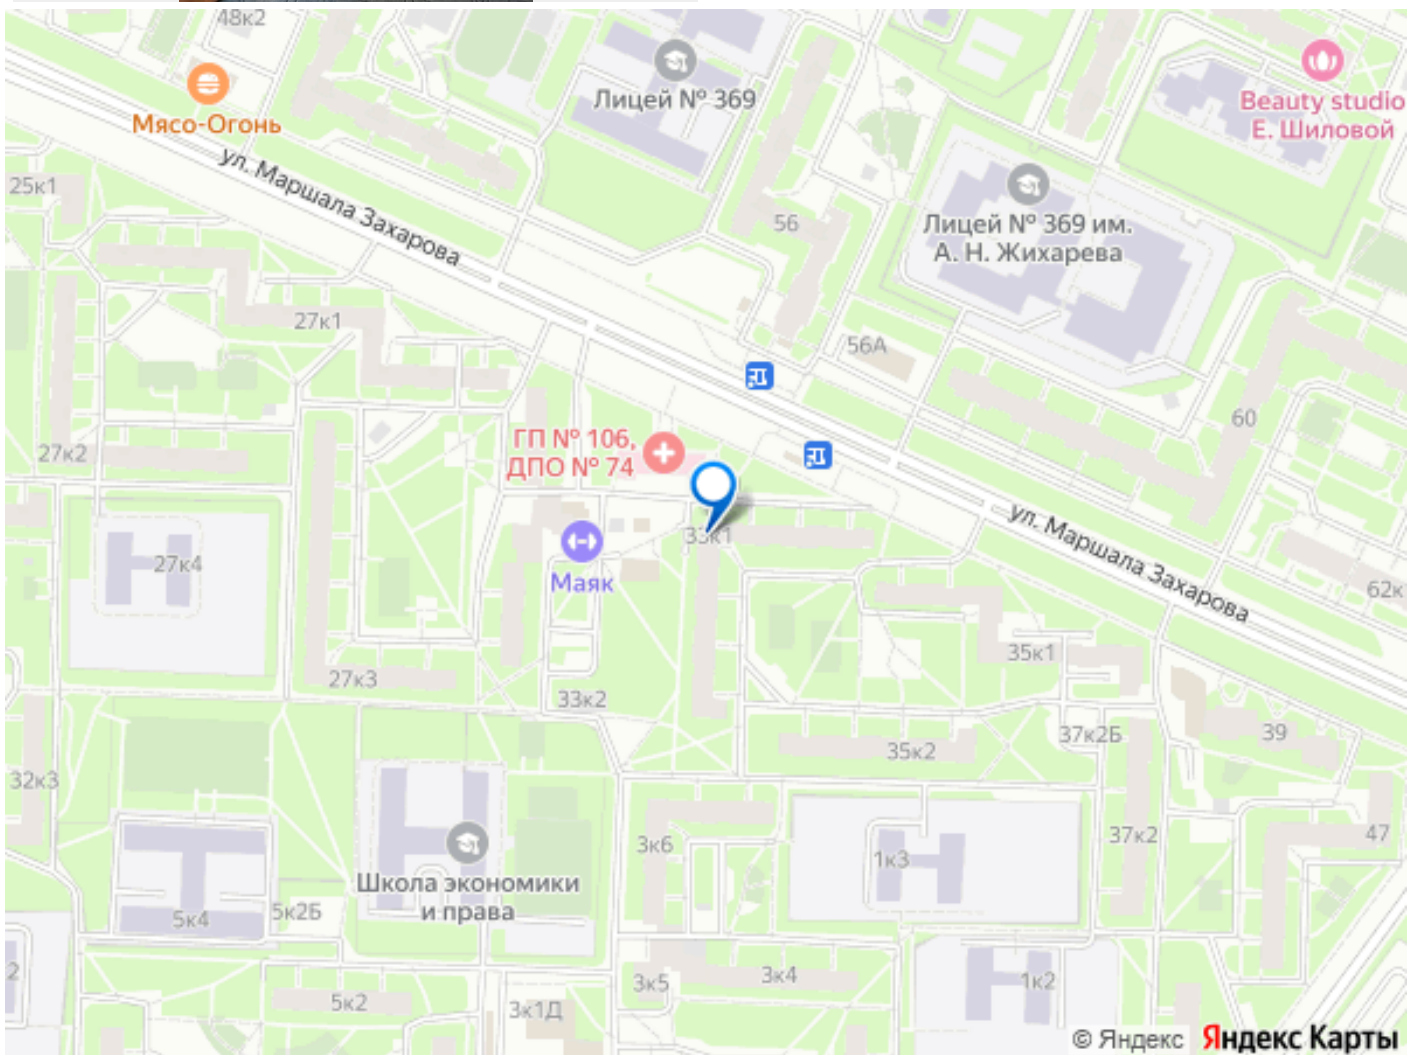 48к2
Мясо-Огонь
Лицей № 369
Beauty studio
Е. Шиловой
ул. Маршала Захарова
25к1
56
Лицей № 369 им.
А. Н. Жихарева
27к1
56А
60
27к2
ГП № 106,
ДПО № 74
33к1
ул. Маршала Захарова
27к4
Маяк
62к
35к1
27к3
33к2
37к2Б
39
35к2
32к3
3к6
1к3
37к2
47
Школа экономики
и права
5к4
5к2Б
2
3к5
3к4
1к2
5к2
3к1Д
© Яндекс Яндекс Карты